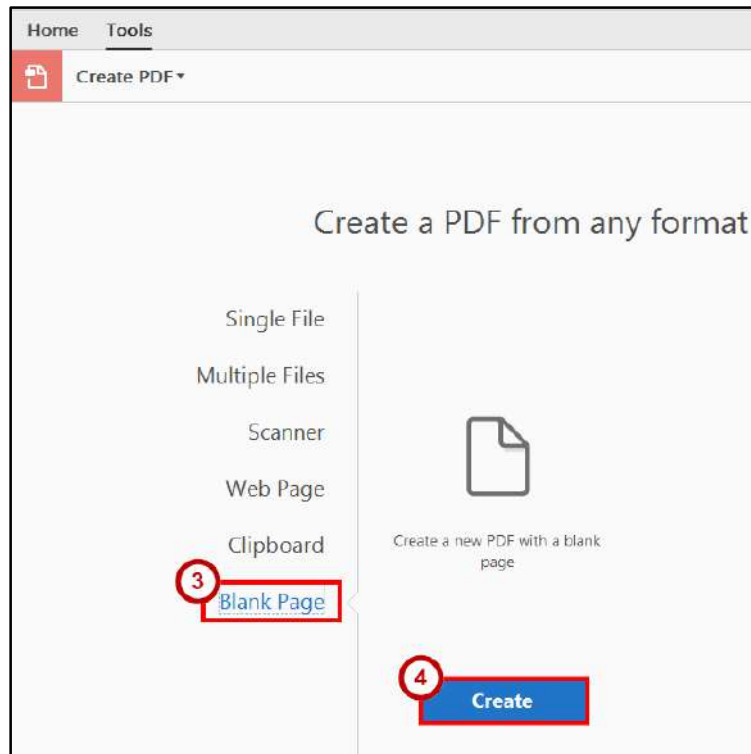 Home Tools
Create PDF
Create a PDF from any format
Single File
Multiple Files
Scanner
Web Page
Clipboard
3
Blank Page
Create a new PDF with a blank
page
4
Create